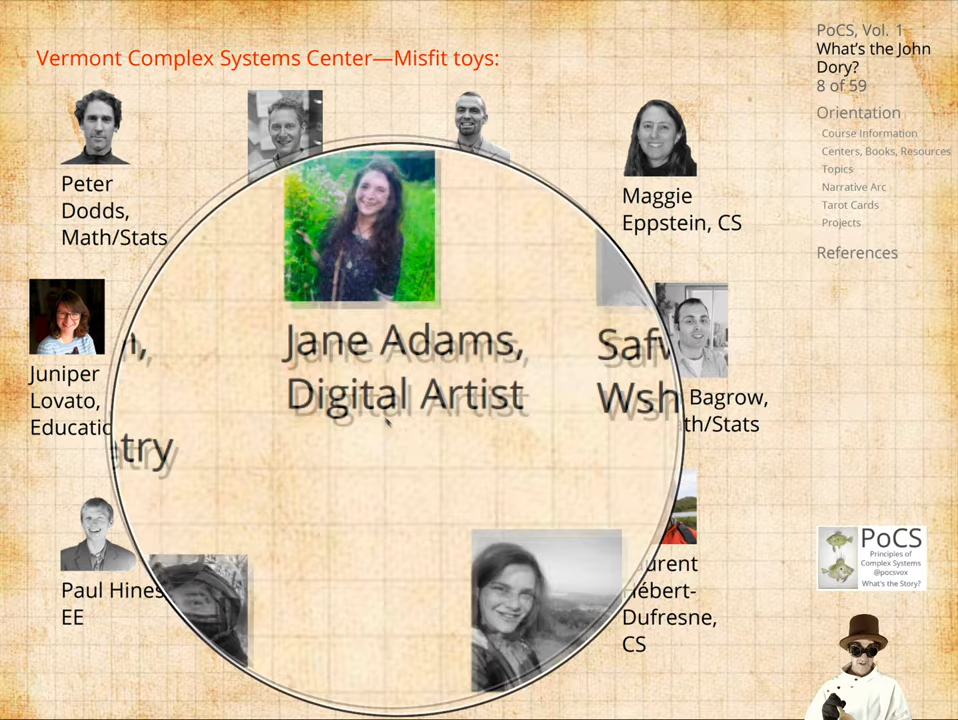 Vermont Complex Systems Center—Misfit toys:
Peter
Dodds,
Math/Stats
Maggie
Eppstein, CS
Juniper
Lovato,
Jane Adams,
Digital Artist
Bagrow,
Paul Hines
EE
Hébert-
Dufresne,
CS
PoCS, Vol. 1
What's the John
Dory?
8 of 59
Orientation
Course Information
Centers, Books, Resources
Topics
Narrative Arc
Tarot Cards
Projects
References
PoCS
Principles of
Complex Systems
@pocsvox
What's the Story?